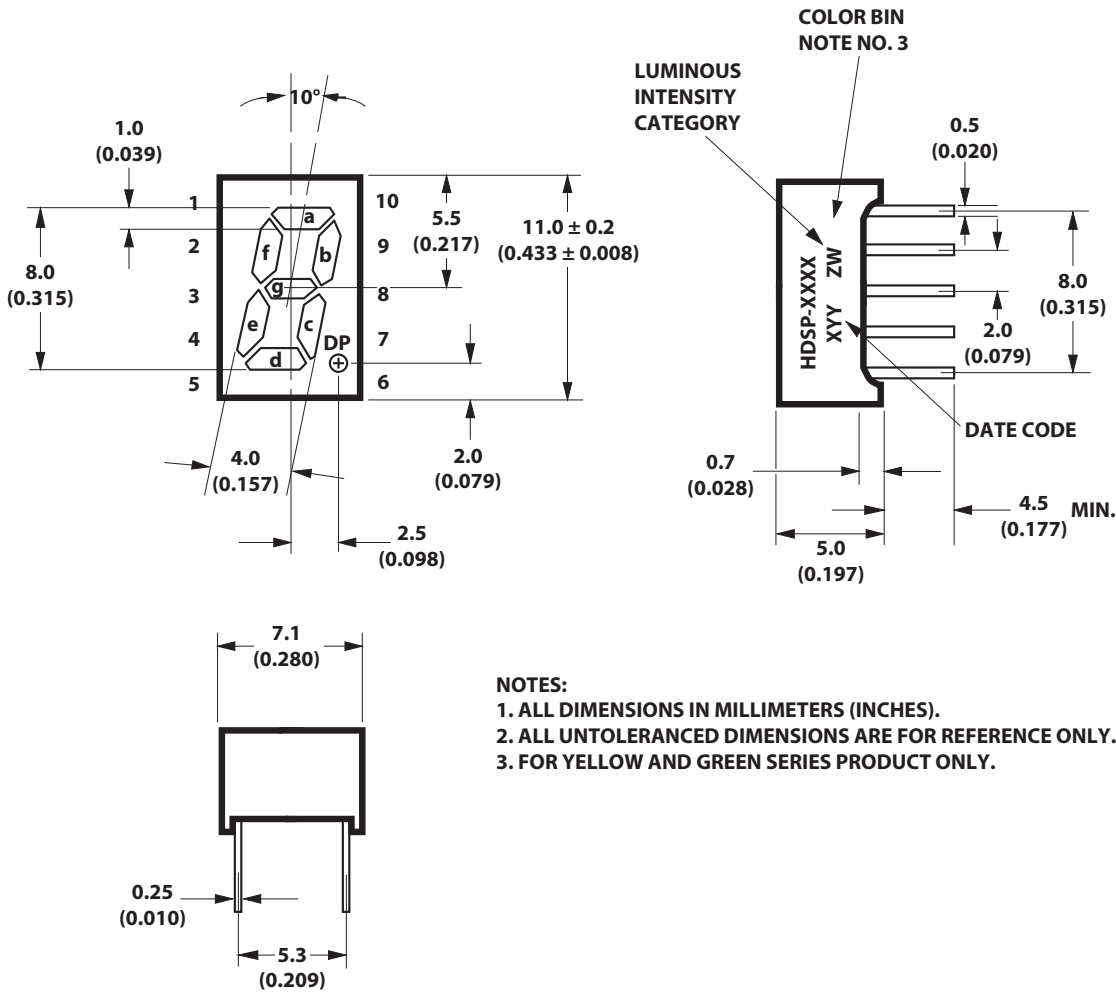 COLOR BIN
NOTE NO. 3
LUMINOUS
INTENSITY
CATEGORY
10°
1.0
(0.039)
0.5
(0.020)
1
10
a
5.5
(0.217)
11.0 ± 0.2
(0.433 ± 0.008)
2
9
f
b
8.0
(0.315)
3
8
g
4
7
e
c
DP
d
5
6
HDSP-XXXX
XYY ZW
8.0
(0.315)
2.0
(0.079)
DATE CODE
4.0
(0.157)
2.0
(0.079)
0.7
(0.028)
4.5 MIN.
(0.177)
2.5
(0.098)
5.0
(0.197)
7.1
(0.280)
NOTES:
1. ALL DIMENSIONS IN MILLIMETERS (INCHES).
2. ALL UNTOLERANCED DIMENSIONS ARE FOR REFERENCE ONLY.
3. FOR YELLOW AND GREEN SERIES PRODUCT ONLY.
0.25
(0.010)
5.3
(0.209)